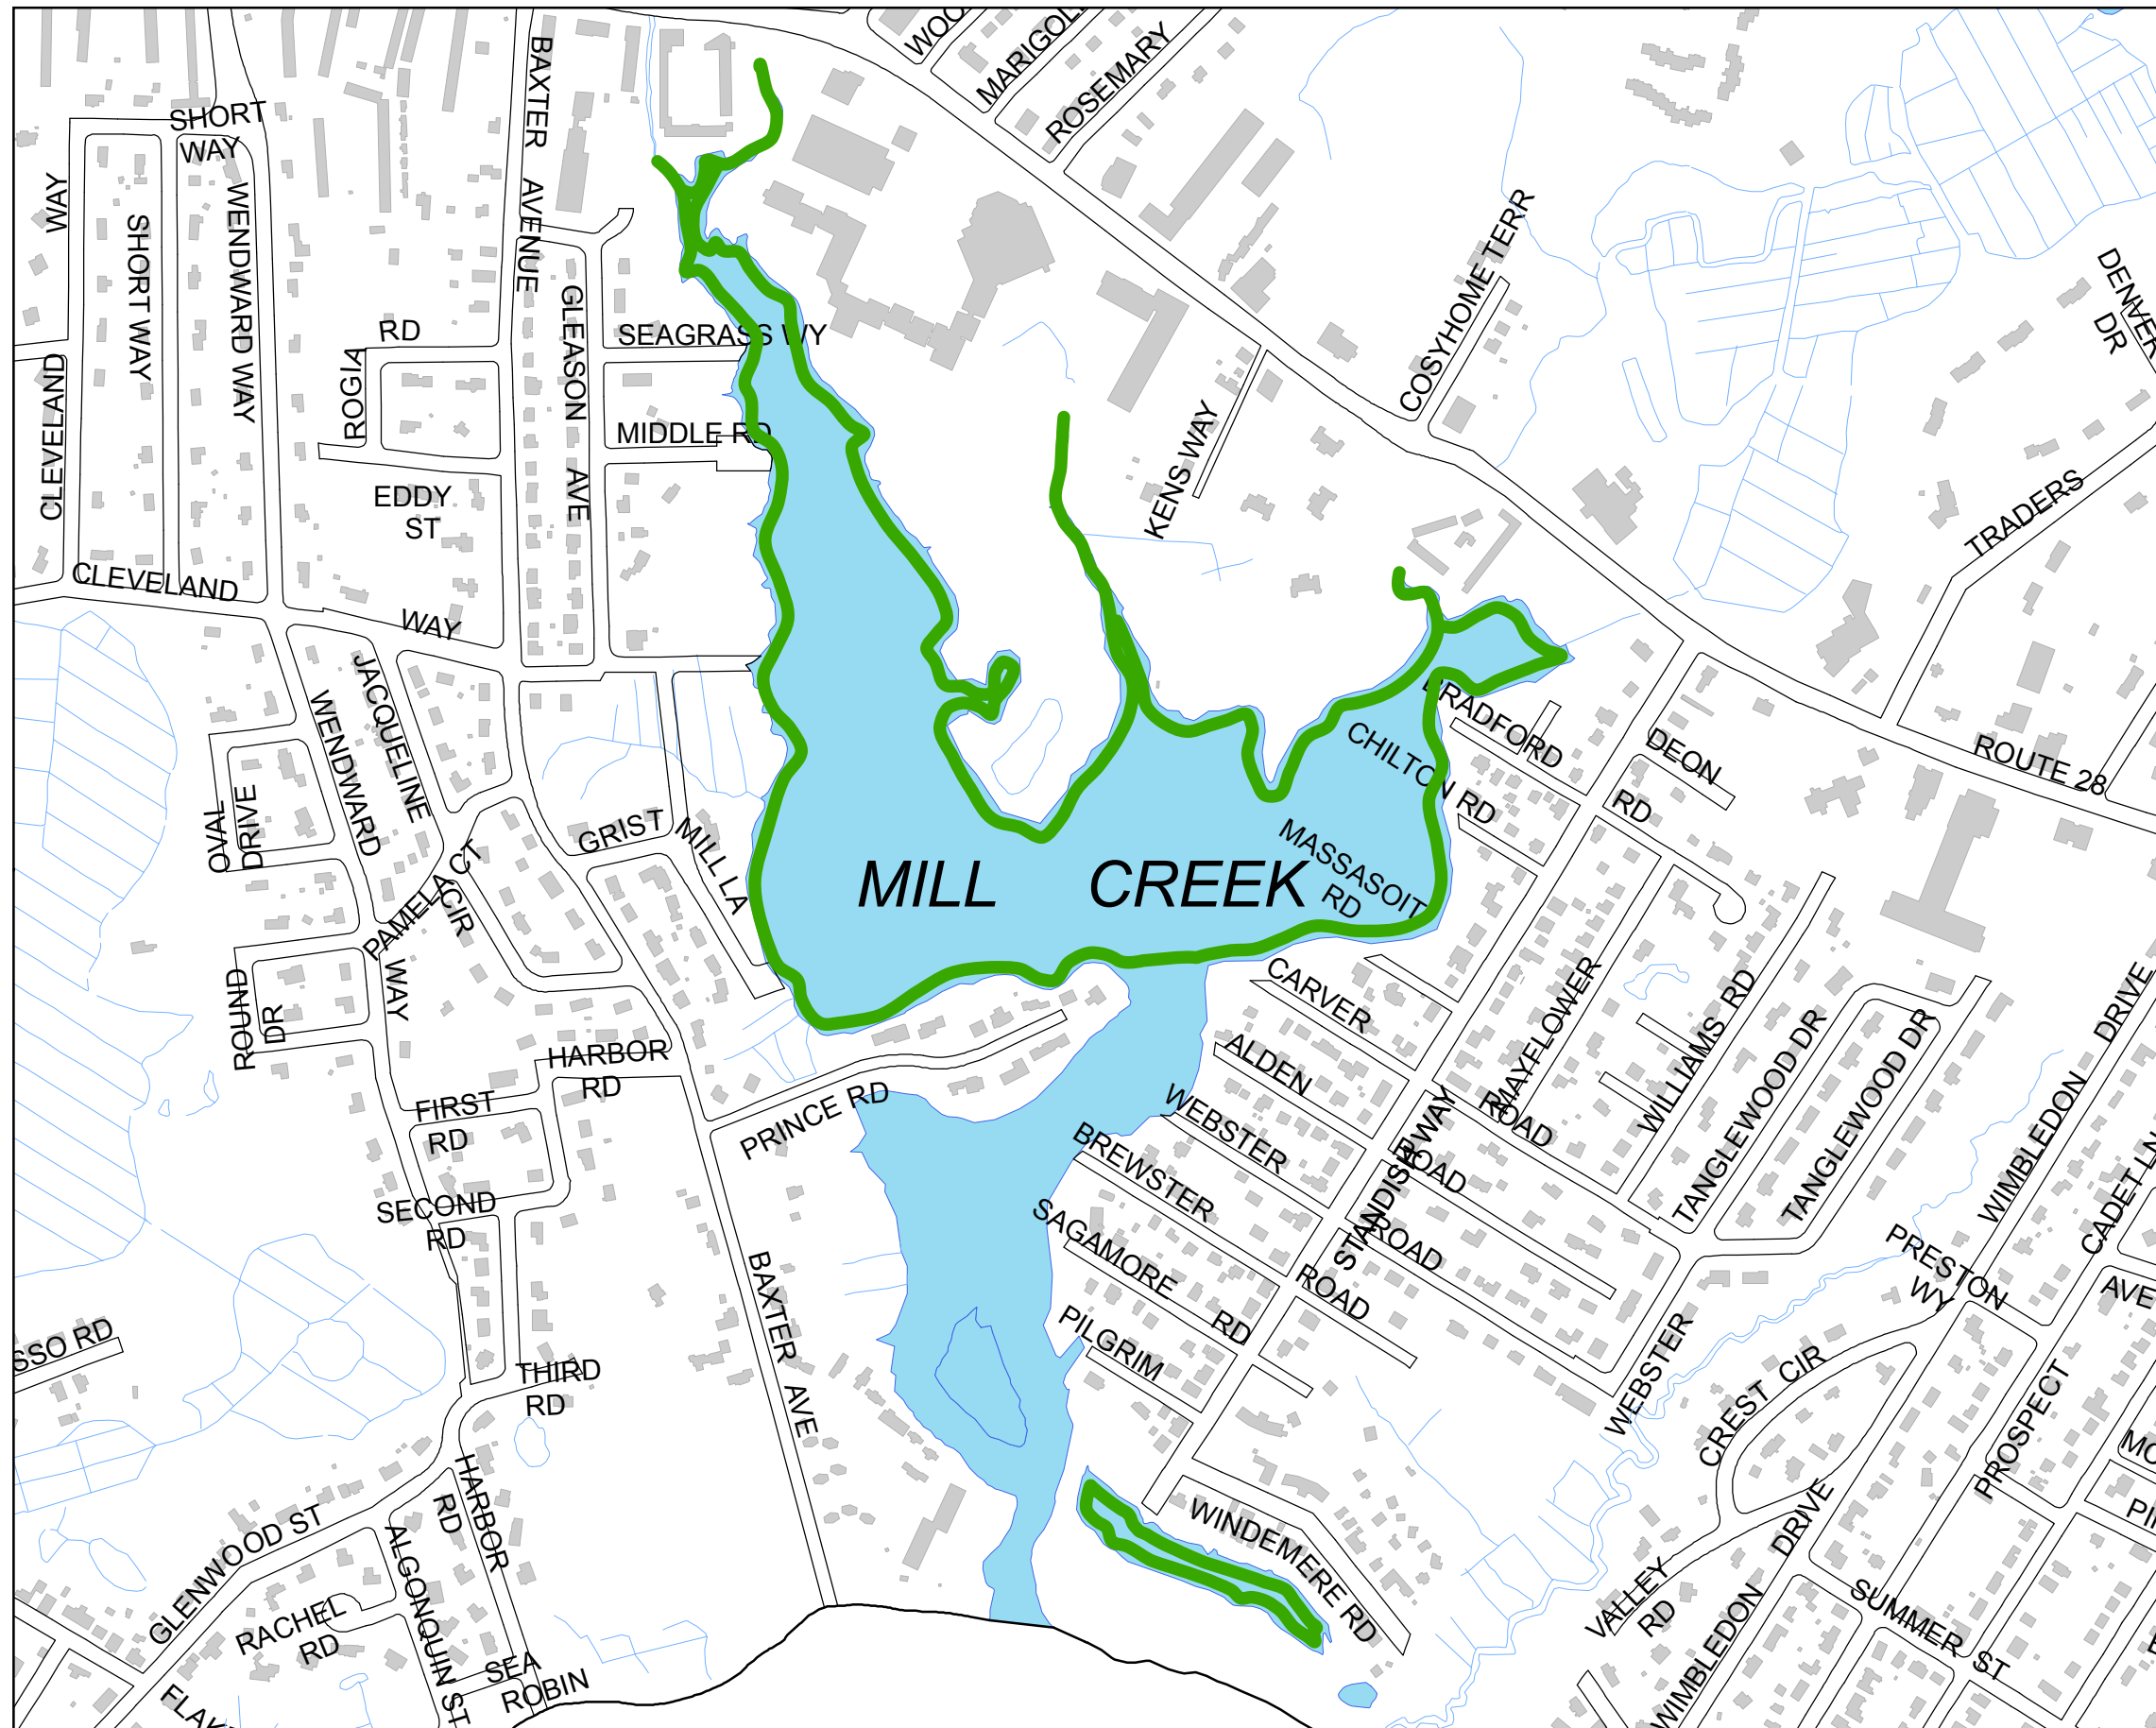 WOO
MARIGOL
ROSEMARY
BAXTER
AVENUE
SHORT
WAY
WAY
CLEVELAND
SHORT WAY
WENDWARD WAY
COSYHOME TERR
DENVER
DR
GLEASON
AVE
SEAGRASS WY
RD
ROGIA
MIDDLE RD
KENS WAY
EDDY
ST
TRADERS
CLEVELAND
WAY
JACQUELINE
CIR
WENDWARD
WAY
OVAL
DRIVE
BRADFORD
CHILTON RD
DEON
RD
ROUTE 28
GRIST
MILL LA
MASSASOIT
RD
MILL CREEK
PAMELA CT
ROUND
DR
CARVER
ROAD
MAYFLOWER
WILLIAMS RD
TANGLEWOOD DR
TANGLEWOOD DR
WIMBLEDON
DRIVE
HARBOR
RD
ALDEN
ROAD
FIRST
RD
PRINCE RD
WEBSTER
ROAD
BREWSTER
ROAD
STANDISH WAY
CADET LN
SECOND
RD
SAGAMORE
RD
PRESTON
WY
AVE
BAXTER
AVE
PILGRIM
WEBSTER
SSO RD
THIRD
RD
CREST
CIR
PROSPECT
MC
HARBOR
RD
GLENWOOD ST
ALGONQUIN ST
WINDEMERE RD
DRIVE
WIMBLEDON
PI
VALLEY
RD
SUMMER
ST
RACHEL
RD
SEA
ROBIN
FLAK